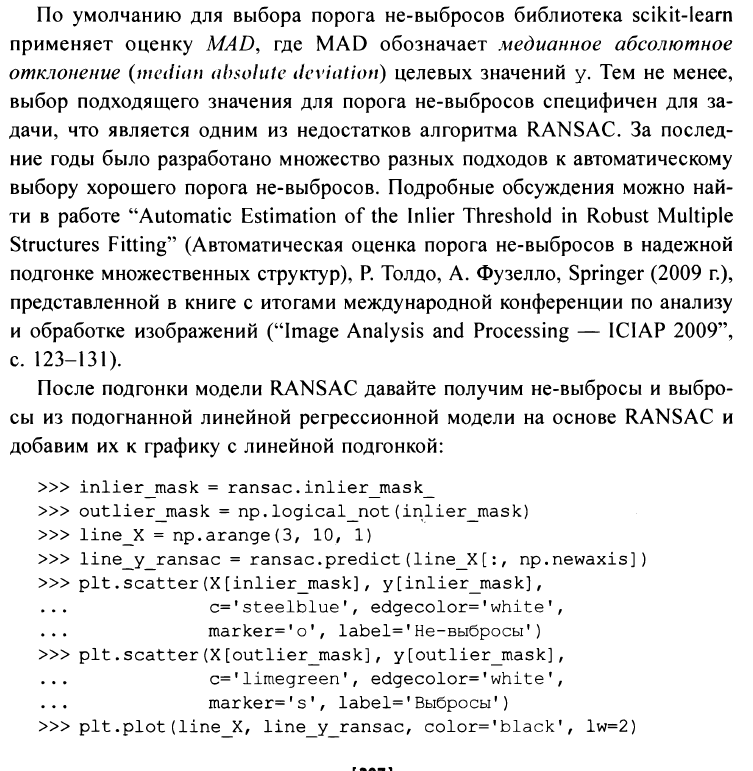 По умолчанию для выбора порога не-выбросов библиотека scikit-learn
применяет оценку MAD, где MAD обозначает медианное абсолютное
отклонение (median absolute deviation) целевых значений y. Тем не менее,
выбор подходящего значения для порога не-выбросов специфичен для за-
дачи, что является одним из недостатков алгоритма RANSAC. За послед-
ние годы было разработано множество разных подходов к автоматическому
выбору хорошего порога не-выбросов. Подробные обсуждения можно най-
ти в работе “Automatic Estimation of the Inlier Threshold in Robust Multiple
Structures Fitting” (Автоматическая оценка порога не-выбросов в надежной
подгонке множественных структур), Р. Толдо, А. Фузелло, Springer (2009 г.),
представленной в книге с итогами международной конференции по анализу
и обработке изображений (“Image Analysis and Processing — ICIAP 2009”,
с. 123–131).
После подгонки модели RANSAC давайте получим не-выбросы и выбро-
сы из подогнанной линейной регрессионной модели на основе RANSAC и
добавим их к графику с линейной подгонкой:
>>> inlier_mask = ransac.inlier_mask_
>>> outlier_mask = np.logical_not(inlier_mask)
>>> line_X = np.arange(3, 10, 1)
>>> line_y_ransac = ransac.predict(line_X[:, np.newaxis])
>>> plt.scatter(X[inlier_mask], y[inlier_mask],
... c='steelblue', edgecolor='white',
... marker='o', label='Не-выбросы')
>>> plt.scatter(X[outlier_mask], y[outlier_mask],
... c='limegreen', edgecolor='white',
... marker='s', label='Выбросы')
>>> plt.plot(line_X, line_y_ransac, color='black', lw=2)